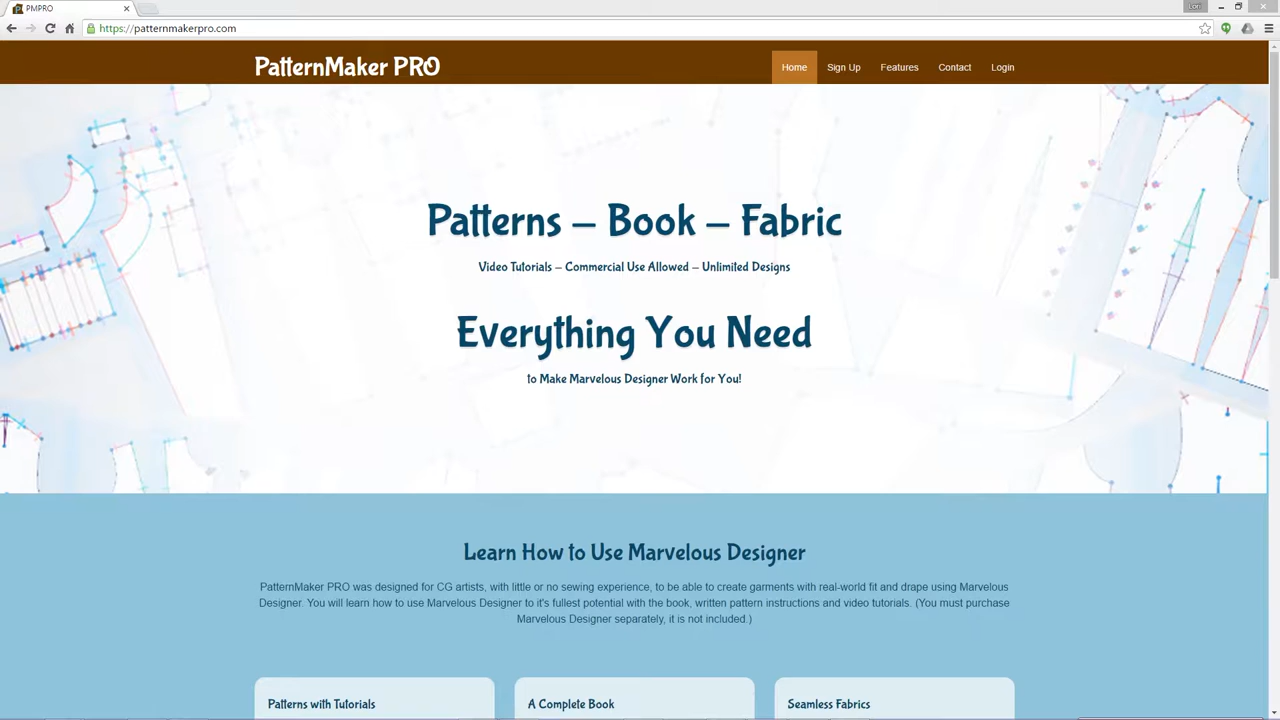 PMPRO
Lori
https://patternmakerpro.com
PatternMaker PRO
Home Sign Up Features Contact Login
Patterns – Book – Fabric
Video Tutorials – Commercial Use Allowed – Unlimited Designs
Everything You Need
to Make Marvelous Designer Work for You!
Learn How to Use Marvelous Designer
PatternMaker PRO was designed for CG artists, with little or no sewing experience, to be able to create garments with real-world fit and drape using Marvelous
Designer. You will learn how to use Marvelous Designer to it's fullest potential with the book, written pattern instructions and video tutorials. (You must purchase
Marvelous Designer separately, it is not included.)
Patterns with Tutorials
A Complete Book
Seamless Fabrics